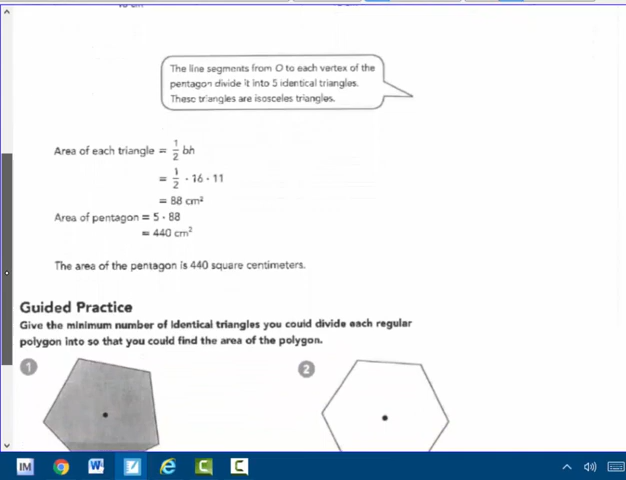 The line segments from O to each vertex of the
pentagon divide it into 5 identical triangles.
These triangles are isosceles triangles.
Area of each triangle = 1/2 bh
= 1/2 · 16 · 11
= 88 cm²
Area of pentagon = 5 · 88
= 440 cm²
The area of the pentagon is 440 square centimeters.
Guided Practice
Give the minimum number of identical triangles you could divide each regular
polygon into so that you could find the area of the polygon.
1 2
IM W